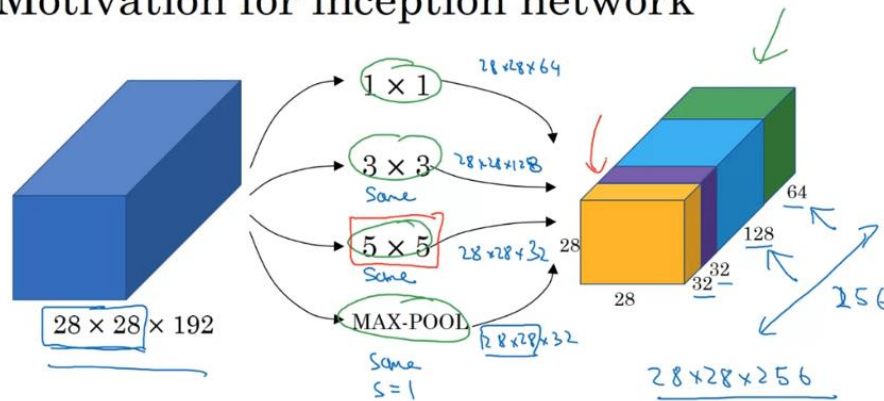 Motivation for inception network
1 × 1
28×28×64
3 × 3
28×28×128
Same
5 × 5
28×28×32
Same
MAX-POOL
28×28×32
Same
s=1
28 × 28 × 192
28
28
32
32
128
64
256
28×28×256